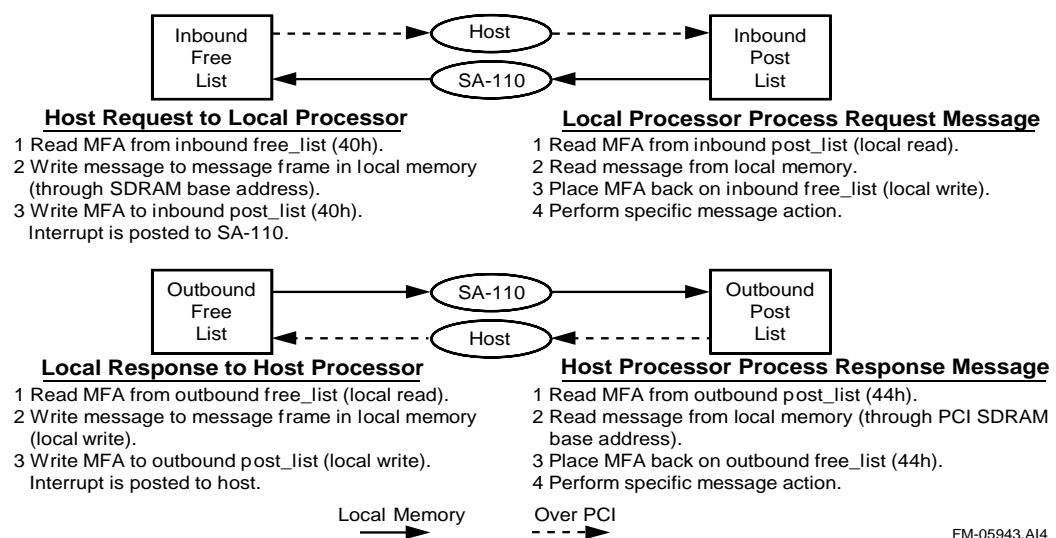 Inbound
Free
List
Host
SA-110
Inbound
Post
List
Host Request to Local Processor
1 Read MFA from inbound free_list (40h).
2 Write message to message frame in local memory
(through SDRAM base address).
3 Write MFA to inbound post_list (40h).
Interrupt is posted to SA-110.
Local Processor Process Request Message
1 Read MFA from inbound post_list (local read).
2 Read message from local memory.
3 Place MFA back on inbound free_list (local write).
4 Perform specific message action.
Outbound
Free
List
SA-110
Host
Outbound
Post
List
Local Response to Host Processor
1 Read MFA from outbound free_list (local read).
2 Write message to message frame in local memory
(local write).
3 Write MFA to outbound post_list (local write).
Interrupt is posted to host.
Host Processor Process Response Message
1 Read MFA from outbound post_list (44h).
2 Read message from local memory (through PCI SDRAM
base address).
3 Place MFA back on outbound free_list (44h).
4 Perform specific message action.
Local Memory
Over PCI
FM-05943.AI4